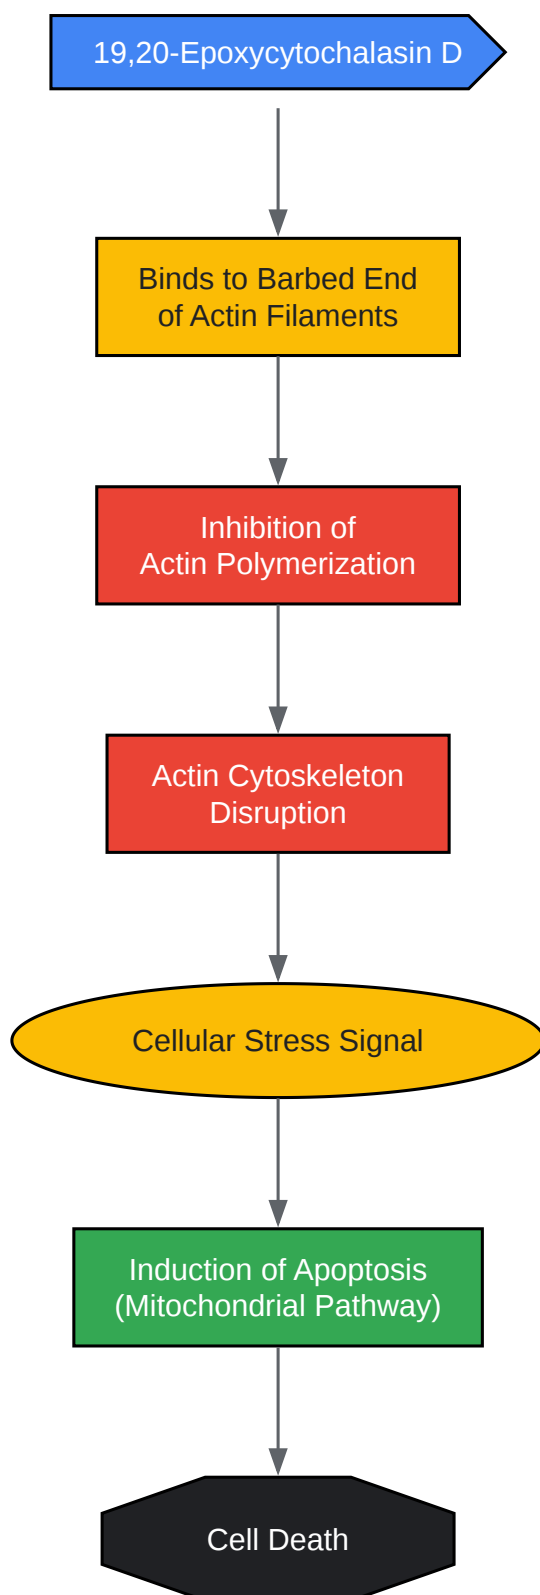 19,20-Epoxycytochalasin D
Binds to Barbed End
of Actin Filaments
Inhibition of
Actin Polymerization
Actin Cytoskeleton
Disruption
Cellular Stress Signal
Induction of Apoptosis
(Mitochondrial Pathway)
Cell Death